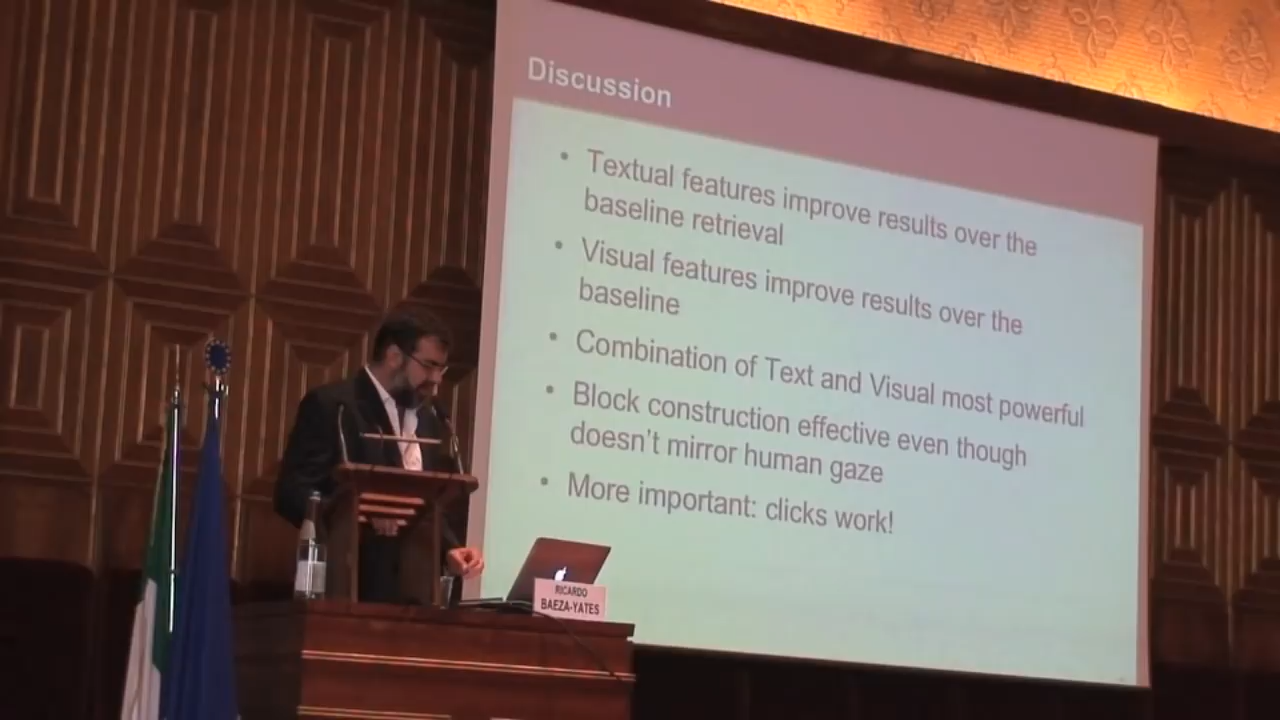 Discussion
• Textual features improve results over the
baseline retrieval
• Visual features improve results over the
baseline
• Combination of Text and Visual most powerful
• Block construction effective even though
doesn't mirror human gaze
• More important: clicks work!
RICARDO
BAEZA-YATES